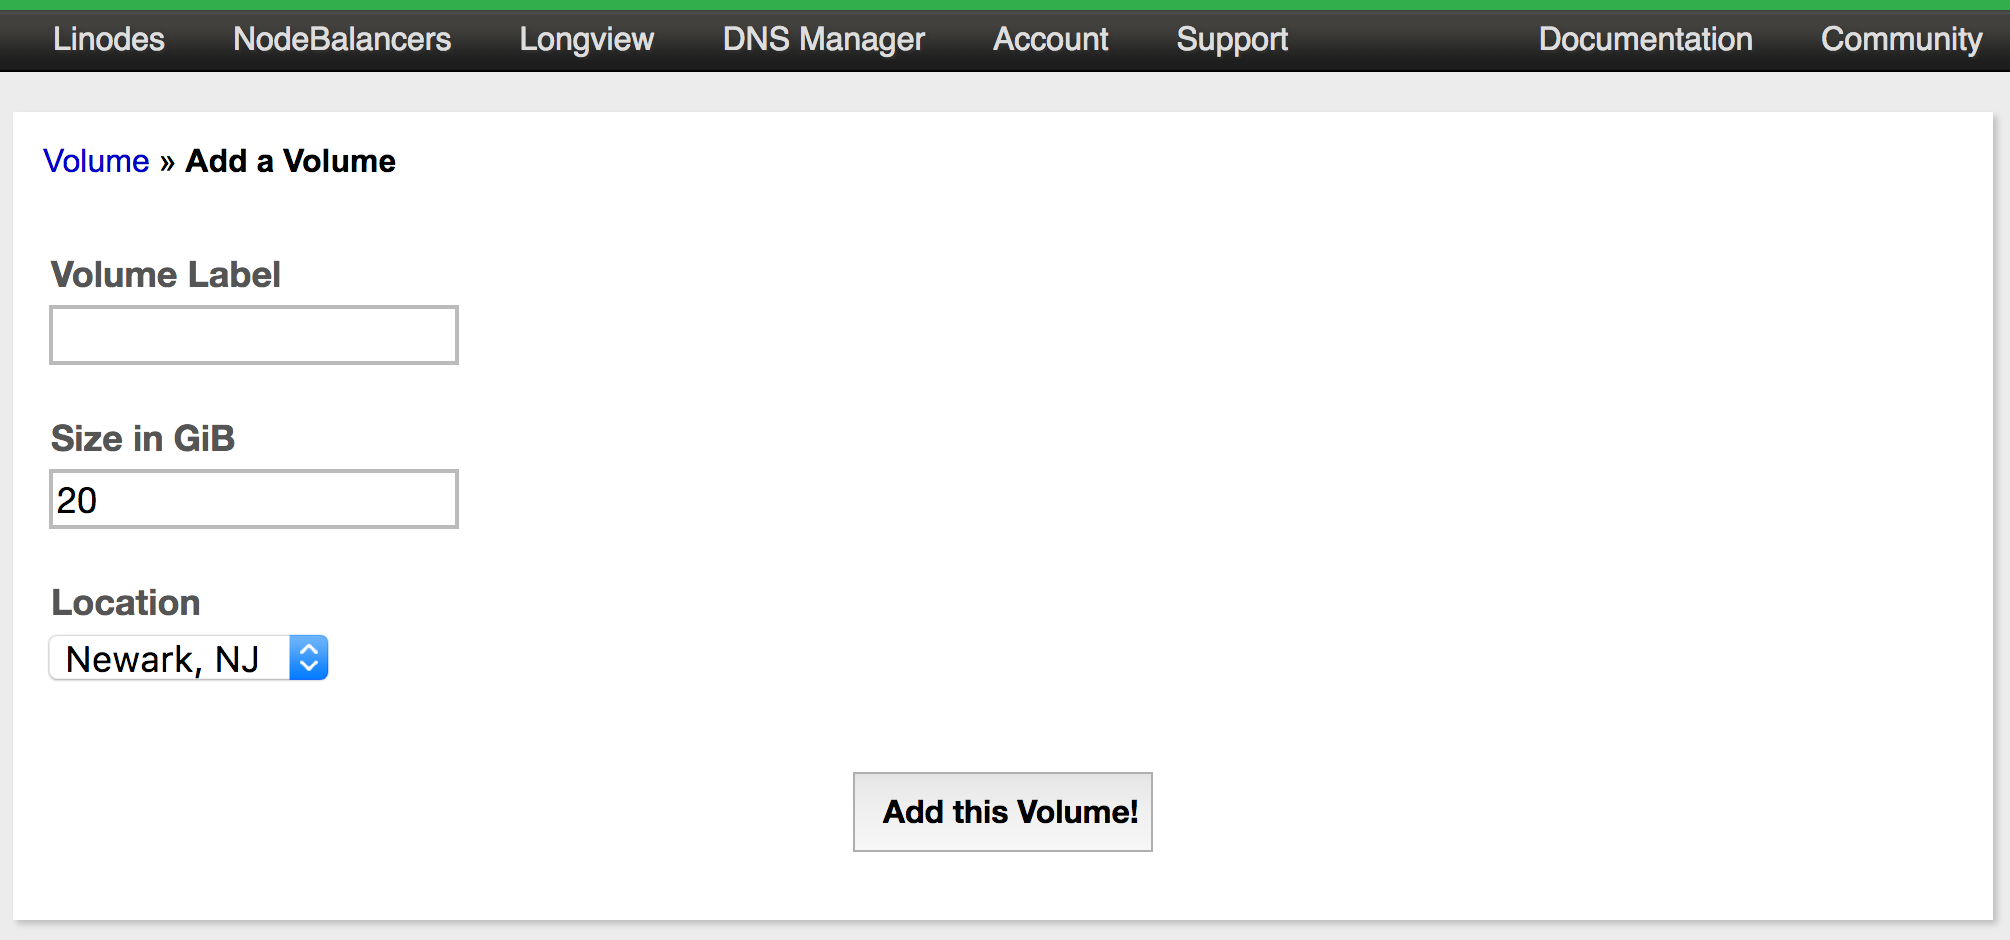 Linodes NodeBalancers Longview DNS Manager Account Support Documentation Community
Volume » Add a Volume
Volume Label
Size in GiB
20
Location
Newark, NJ
Add this Volume!